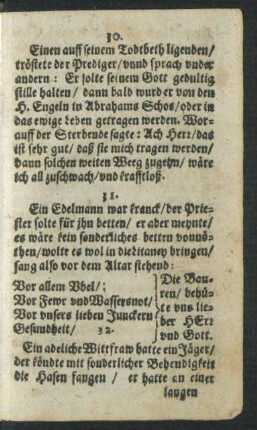 30.
Einen auff seinem Todtbeth ligenden/
tröstete der Prediger/ vnnd sprach vnder
andern: Er solte seinem Gott gedultig
stille halten/ dann bald wurd er von den
H. Engeln in Abrahams Schos/ oder in
das ewige Leben getragen werden. Wor-
auff der Sterbende sagte: Ach Herr/ das
ist sehr gut/ daß sie mich tragen werden/
dann solchen weiten Weeg zugehn/ wäre
ich all zuschwach/ vnd krafftloß.
31.
Ein Edelmann war kranck/ der Prie-
ster solte für jhn betten/ er aber meynte/
es wäre kein sonderliches betten vonnö-
then/ wolte es wol in die Litaney bringen/
sang also vor dem Altar stehend:
Vor allem Vbel/
Vor Fewr vnd Wassersnot/
Vor vnsers lieben Junckern
Gesundheit/
Die Bau-
ren/ behü-
te vns lie-
ber HErr
vnd Gott.
32.
Ein adeliche Wittfraw hatte ein Jäger/
der köndte mit sonderlicher Behendigkeit
die Hasen fangen/ er hatte an einer
langen